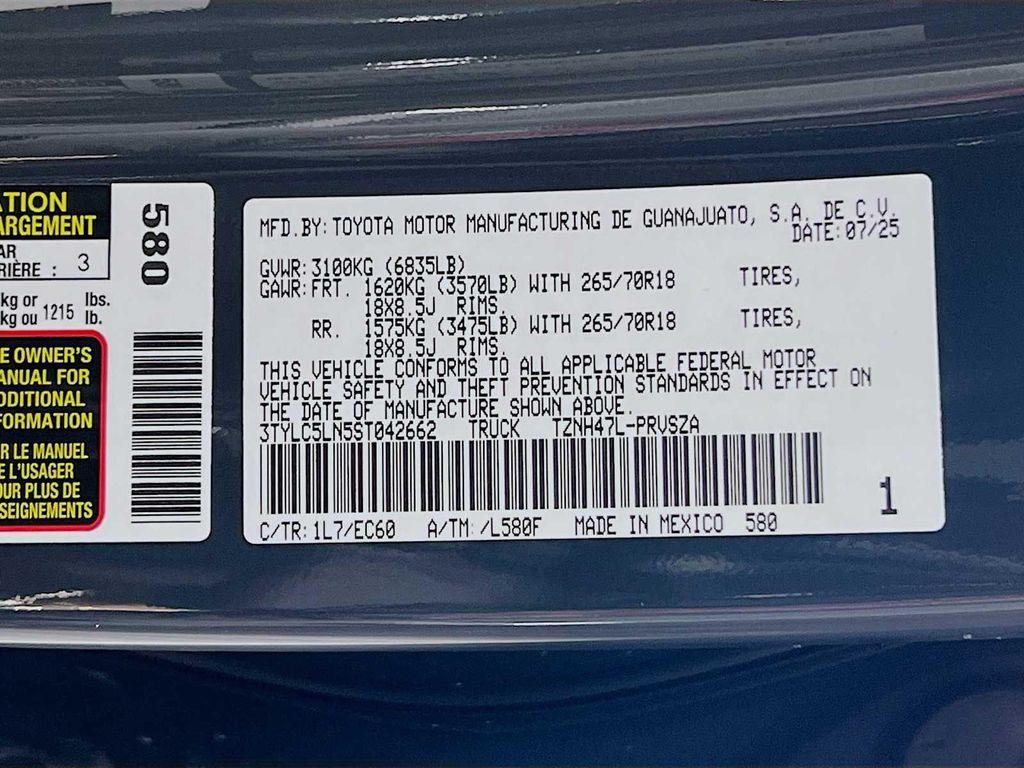 ATION
ARGEMENT
AR
RIÈRE : 3
kg or 1215 lbs.
kg ou lb.
E OWNER'S
ANUAL FOR
DDITIONAL
FORMATION
R LE MANUEL
E L'USAGER
OUR PLUS DE
SEIGNEMENTS
580
MFD.BY: TOYOTA MOTOR MANUFACTURING DE GUANAJUATO, S.A. DE C.V.
DATE: 07/25
GVWR: 3100KG (6835LB)
GAWR: FRT. 1620KG (3570LB) WITH 265/70R18 TIRES,
18X8.5J RIMS.
RR. 1575KG (3475LB) WITH 265/70R18 TIRES,
18X8.5J RIMS.
THIS VEHICLE CONFORMS TO ALL APPLICABLE FEDERAL MOTOR
VEHICLE SAFETY AND THEFT PREVENTION STANDARDS IN EFFECT ON
THE DATE OF MANUFACTURE SHOWN ABOVE.
3TYLC5LN5ST042662 TRUCK TZNH47L-PRVSZA
1
C/TR: 1L7/EC60 A/TM: /L580F MADE IN MEXICO 580